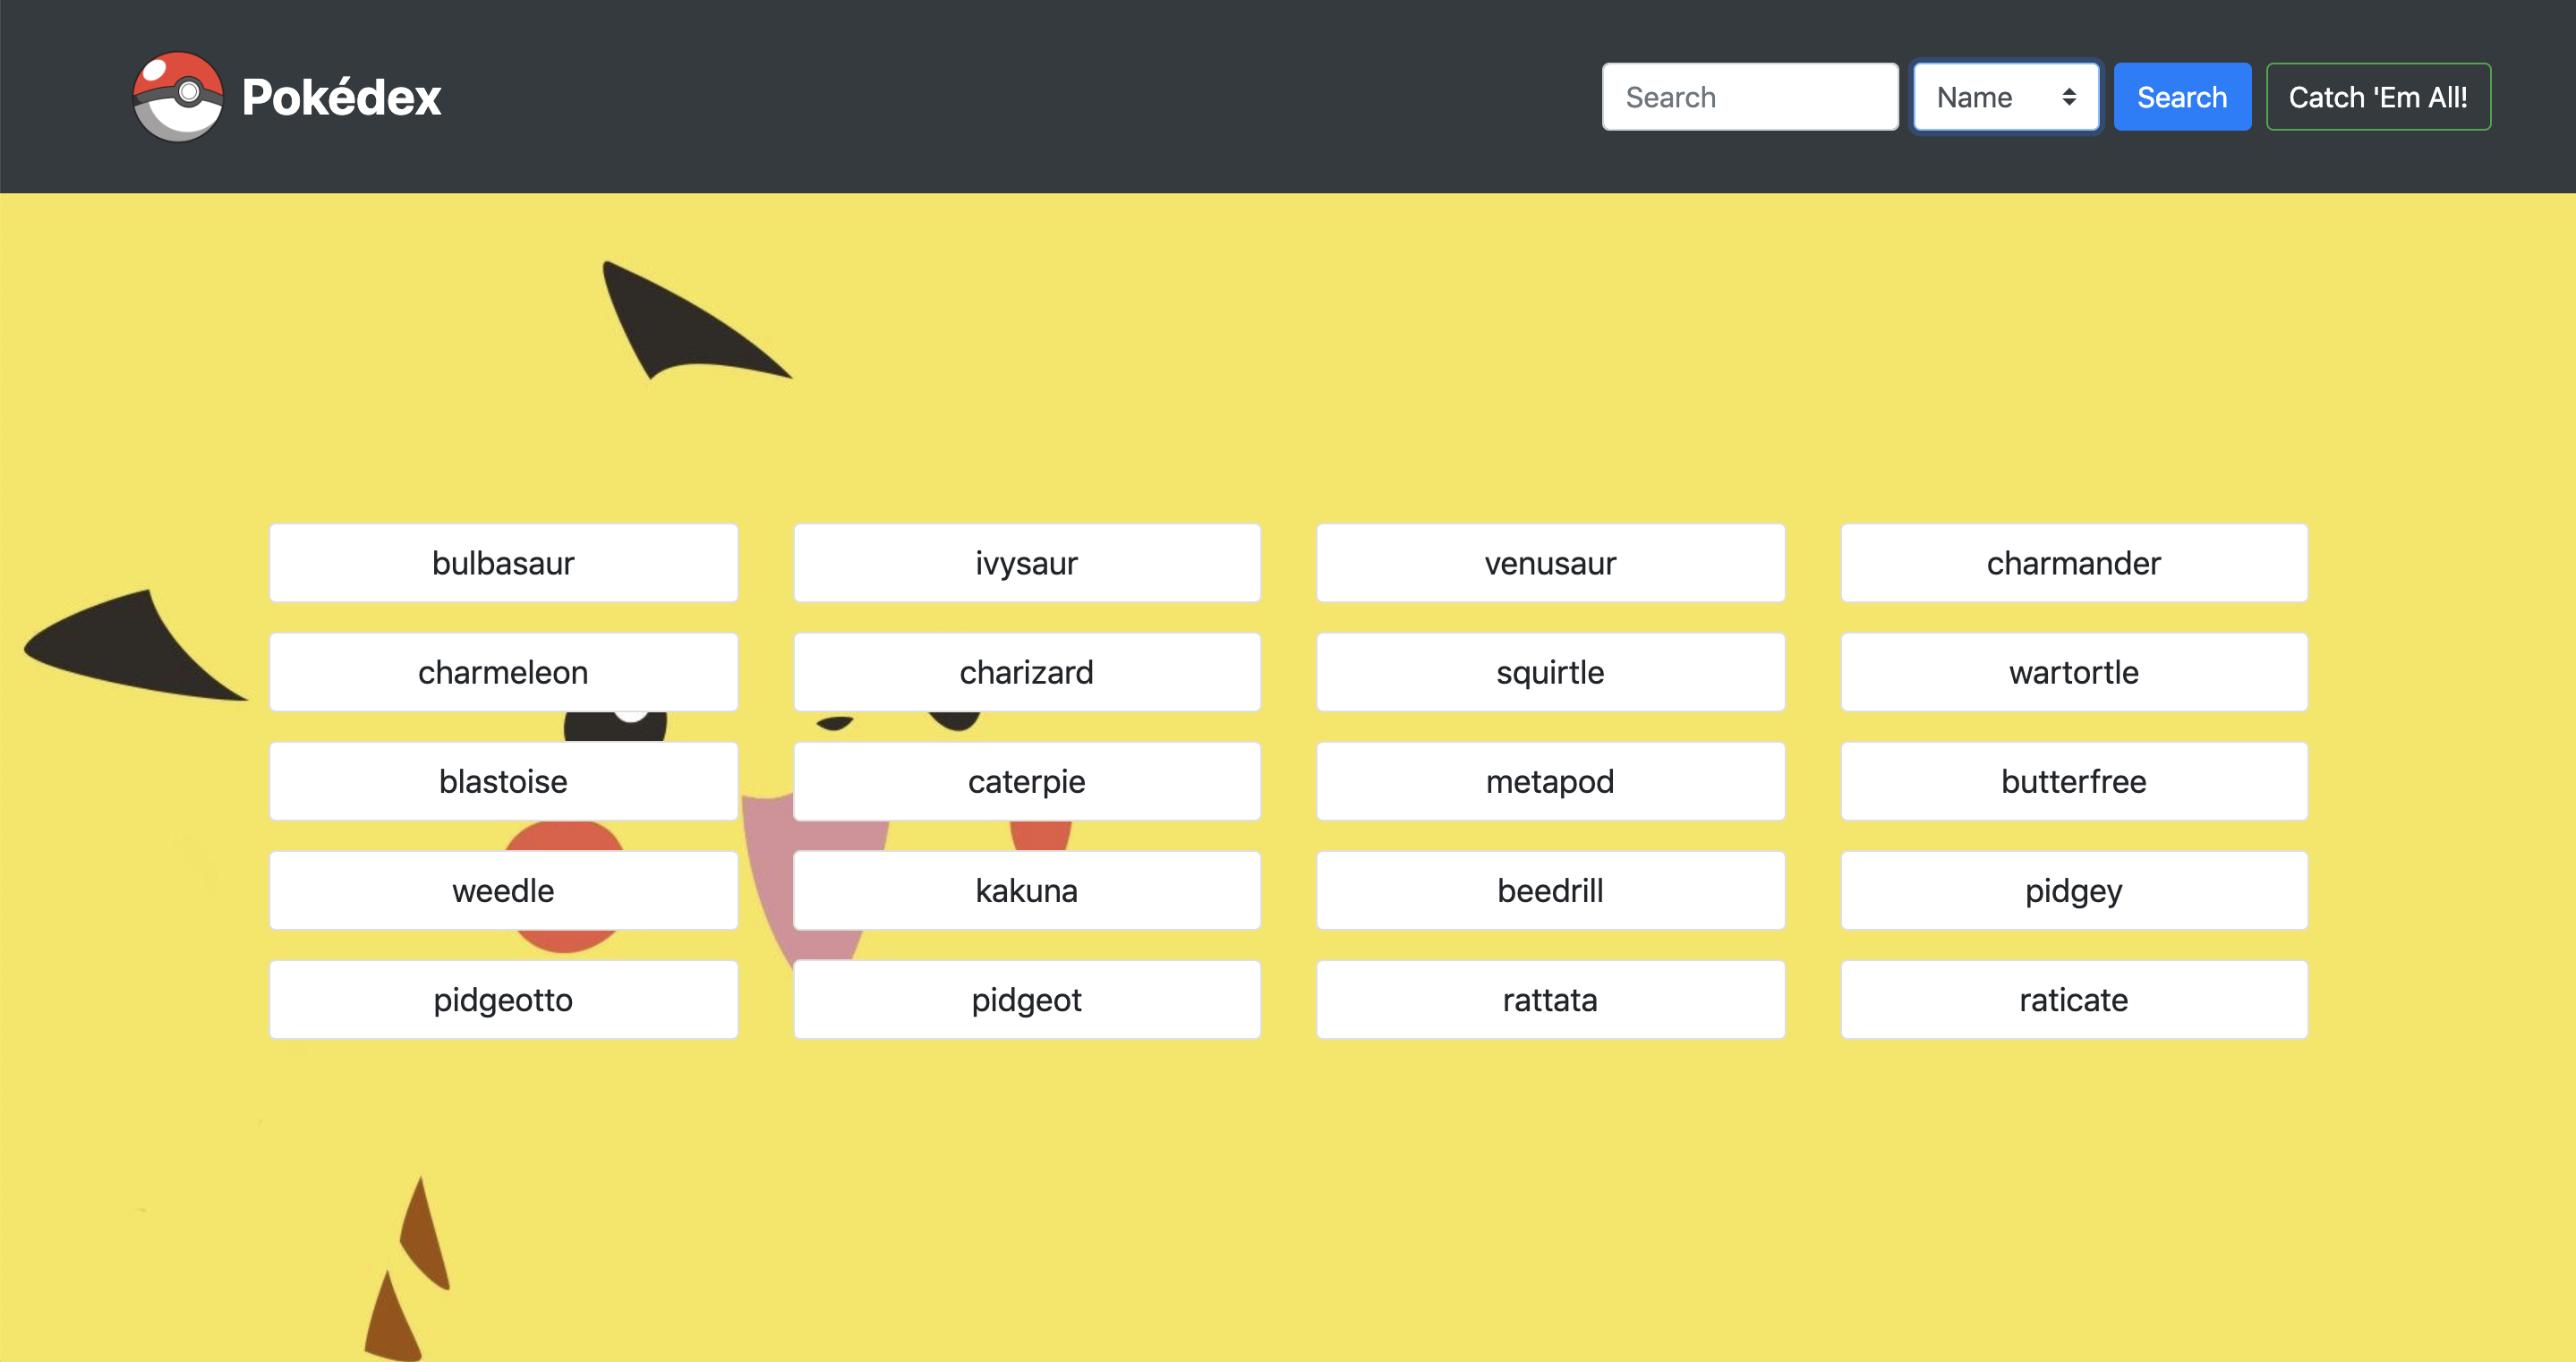 Pokédex Search Name Search Catch 'Em All!
bulbasaur ivysaur venusaur charmander
charmeleon charizard squirtle wartortle
blastoise caterpie metapod butterfree
weedle kakuna beedrill pidgey
pidgeotto pidgeot rattata raticate